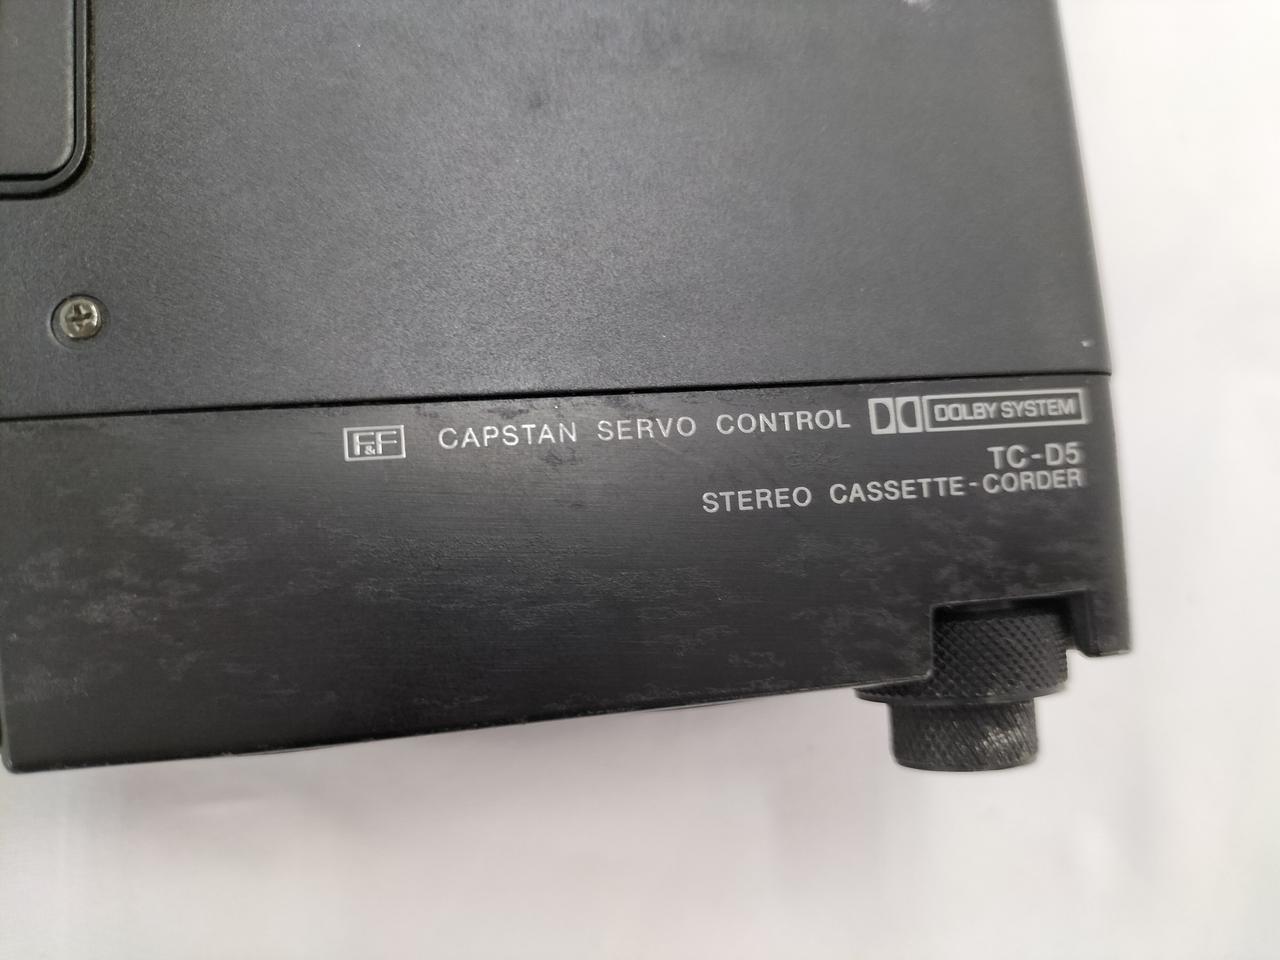 F&F CAPSTAN SERVO CONTROL DOLBY SYSTEM
TC-D5
STEREO CASSETTE-CORDER